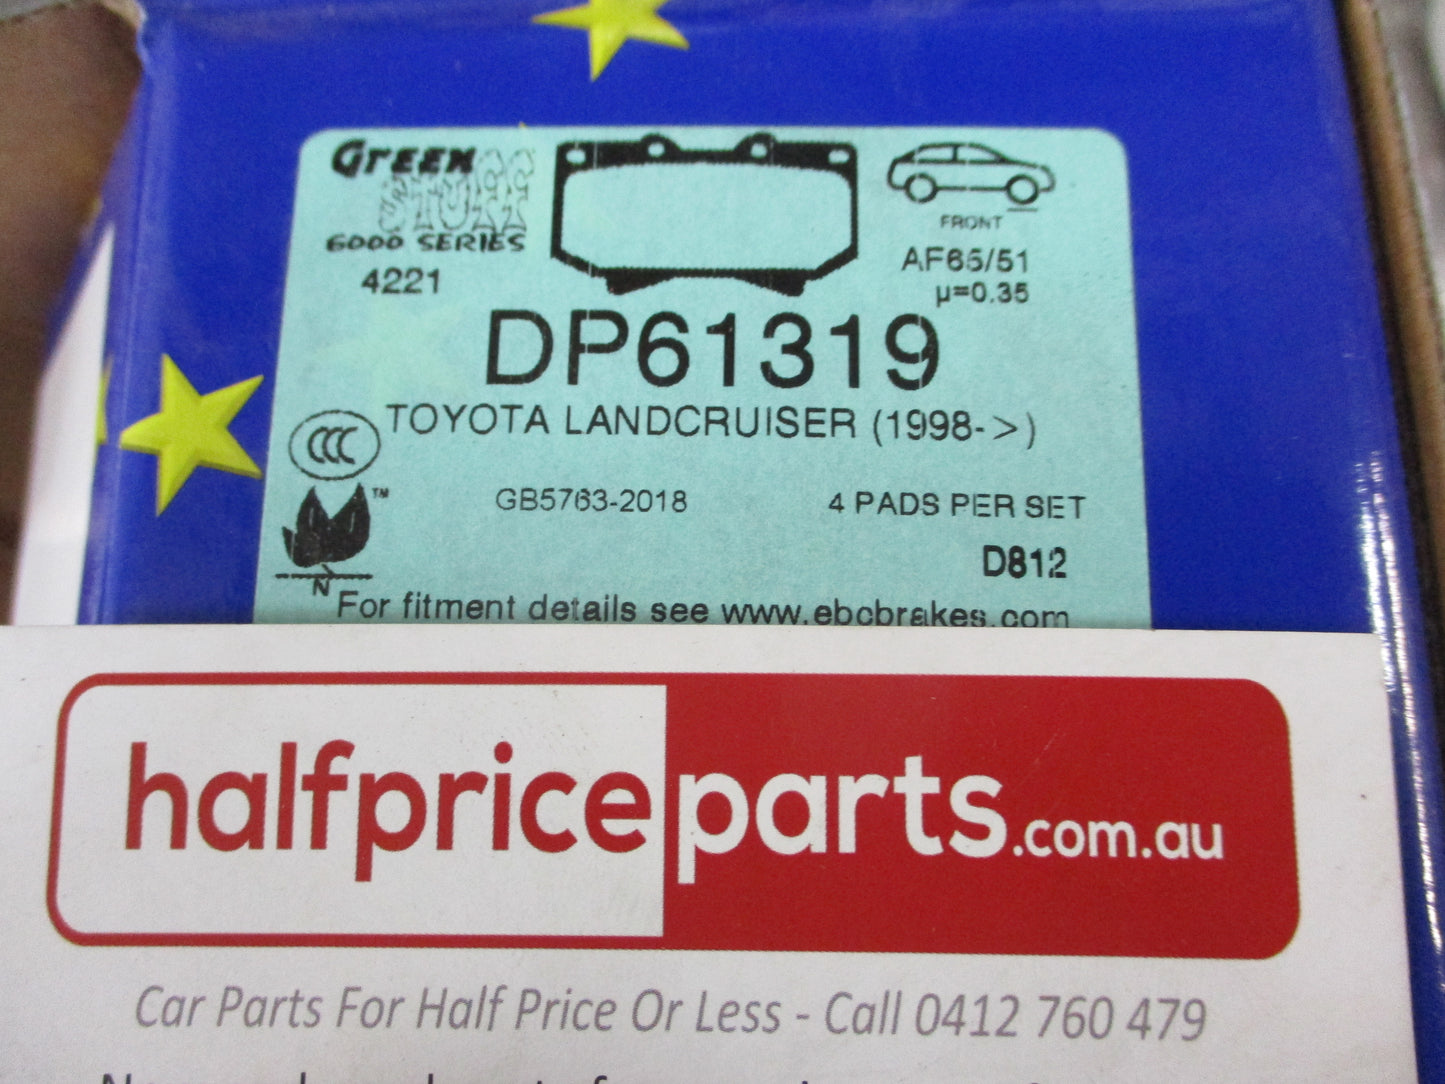 GREEN
STUFF
6000 SERIES
4221
FRONT
AF65/51
µ=0.35
DP61319
TOYOTA LANDCRUISER (1998->)
CCC
TM
GB5763-2018
4 PADS PER SET
D812
N
For fitment details see www.ebcbrakes.com
halfpriceparts.com.au
Car Parts For Half Price Or Less - Call 0412 760 479